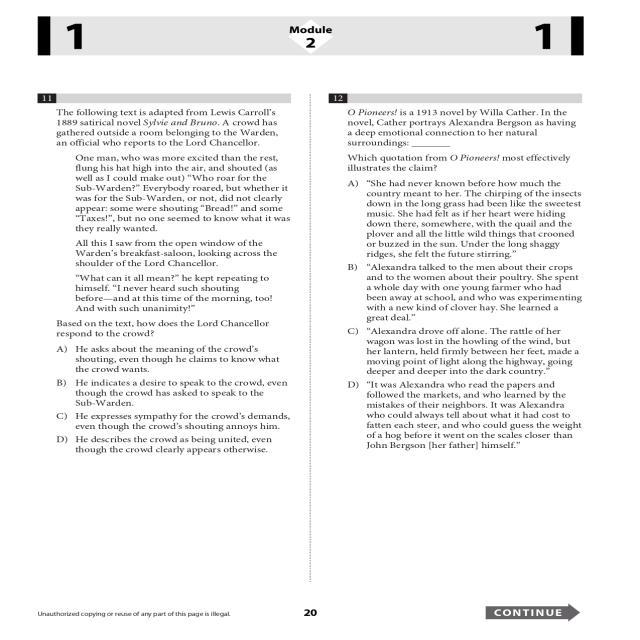 1
Module
2
1
11
The following text is adapted from Lewis Carroll's
1889 satirical novel Sylvie and Bruno. A crowd has
gathered outside a room belonging to the Warden,
an official who reports to the Lord Chancellor.
One man, who was more excited than the rest,
flung his hat high into the air, and shouted (as
well as I could make out) “Who roar for the
Sub-Warden?” Everybody roared, but whether it
was for the Sub-Warden, or not, did not clearly
appear: some were shouting “Bread!” and some
“Taxes!”, but no one seemed to know what it was
they really wanted.
All this I saw from the open window of the
Warden's breakfast-saloon, looking across the
shoulder of the Lord Chancellor.
“What can it all mean?” he kept repeating to
himself. “I never heard such shouting
before—and at this time of the morning, too!
And with such unanimity!”
Based on the text, how does the Lord Chancellor
respond to the crowd?
A) He asks about the meaning of the crowd's
shouting, even though he claims to know what
the crowd wants.
B) He indicates a desire to speak to the crowd, even
though the crowd has asked to speak to the
Sub-Warden.
C) He expresses sympathy for the crowd's demands,
even though the crowd's shouting annoys him.
D) He describes the crowd as being united, even
though the crowd clearly appears otherwise.
12
O Pioneers! is a 1913 novel by Willa Cather. In the
novel, Cather portrays Alexandra Bergson as having
a deep emotional connection to her natural
surroundings: ________
Which quotation from O Pioneers! most effectively
illustrates the claim?
A) “She had never known before how much the
country meant to her. The chirping of the insects
down in the long grass had been like the sweetest
music. She had felt as if her heart were hiding
down there, somewhere, with the quail and the
plover and all the little wild things that crooned
or buzzed in the sun. Under the long shaggy
ridges, she felt the future stirring.”
B) “Alexandra talked to the men about their crops
and to the women about their poultry. She spent
a whole day with one young farmer who had
been away at school, and who was experimenting
with a new kind of clover hay. She learned a
great deal.”
C) “Alexandra drove off alone. The rattle of her
wagon was lost in the howling of the wind, but
her lantern, held firmly between her feet, made a
moving point of light along the highway, going
deeper and deeper into the dark country.”
D) “It was Alexandra who read the papers and
followed the markets, and who learned by the
mistakes of their neighbors. It was Alexandra
who could always tell about what it had cost to
fatten each steer, and who could guess the weight
of a hog before it went on the scales closer than
John Bergson [her father] himself.”
Unauthorized copying or reuse of any part of this page is illegal.
20
CONTINUE